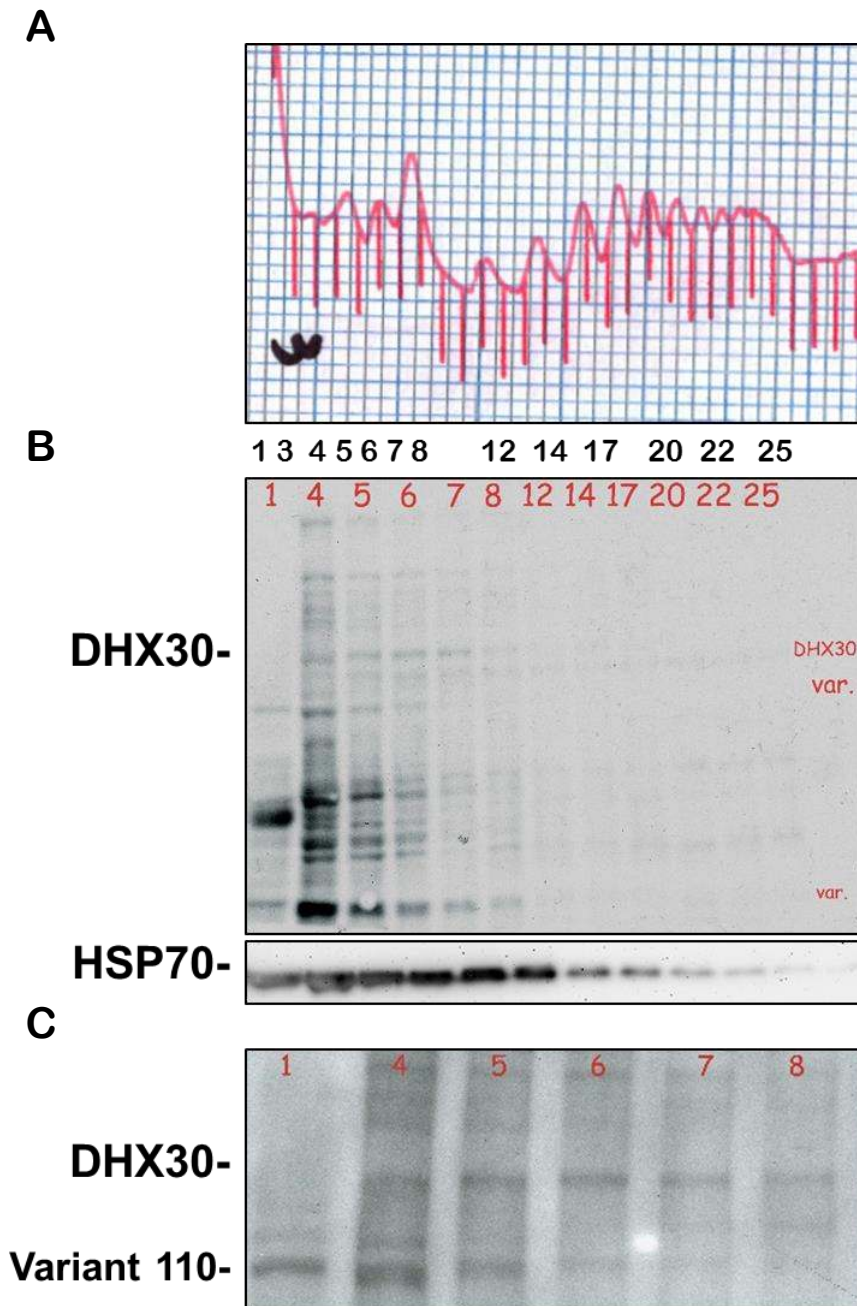 A
B
1 3 4 5 6 7 8 12 14 17 20 22 25
1 4 5 6 7 8 12 14 17 20 22 25
DHX30-
DHX30
var.
var.
HSP70-
C
1 4 5 6 7 8
DHX30-
Variant 110-